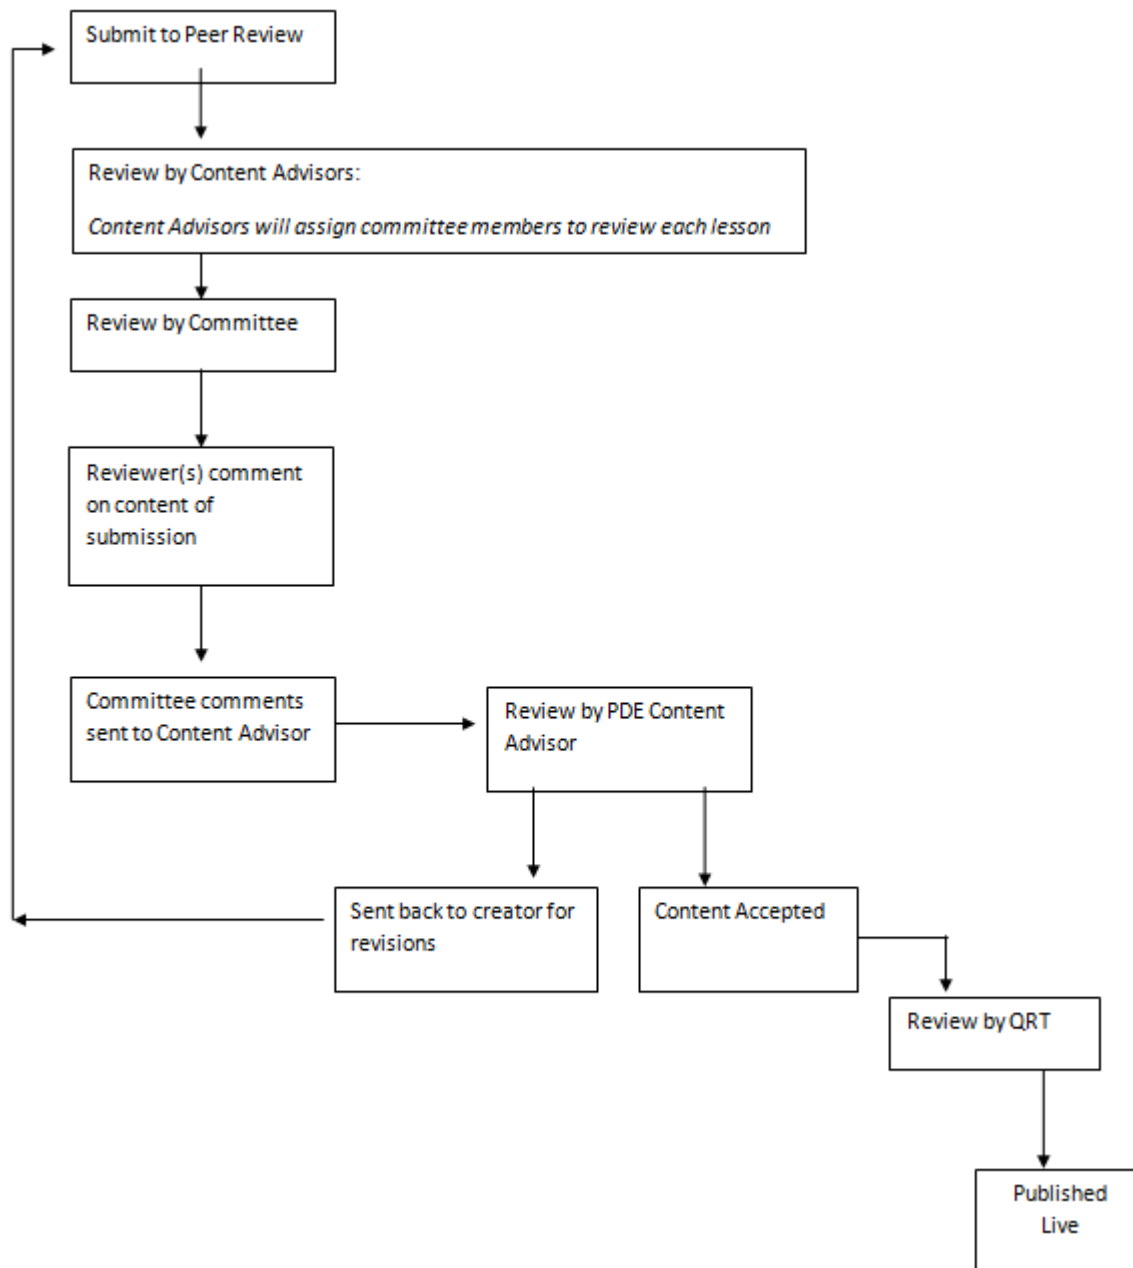 Submit to Peer Review
Review by Content Advisors:
Content Advisors will assign committee members to review each lesson
Review by Committee
Reviewer(s) comment
on content of
submission
Committee comments
sent to Content Advisor
Review by PDE Content
Advisor
Sent back to creator for
revisions
Content Accepted
Review by QRT
Published
Live